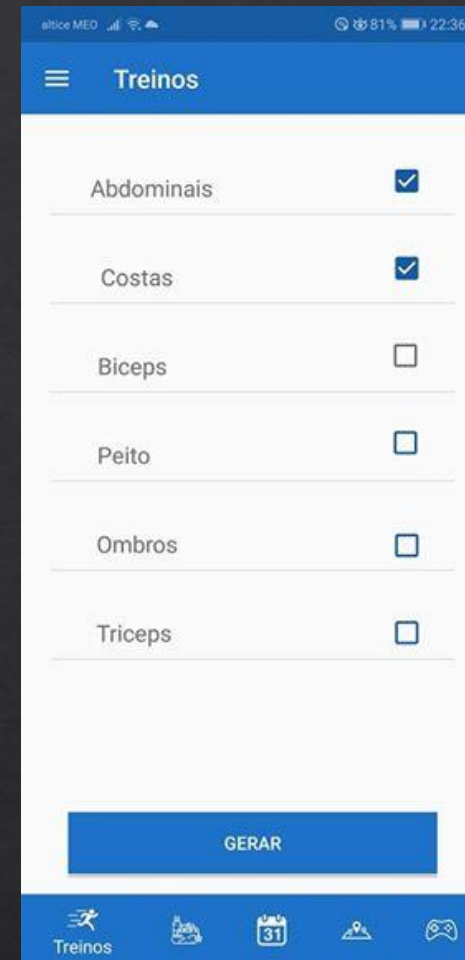 altice MEO 81% 22:36
Treinos
Abdominais
Costas
Biceps
Peito
Ombros
Triceps
GERAR
31
Treinos